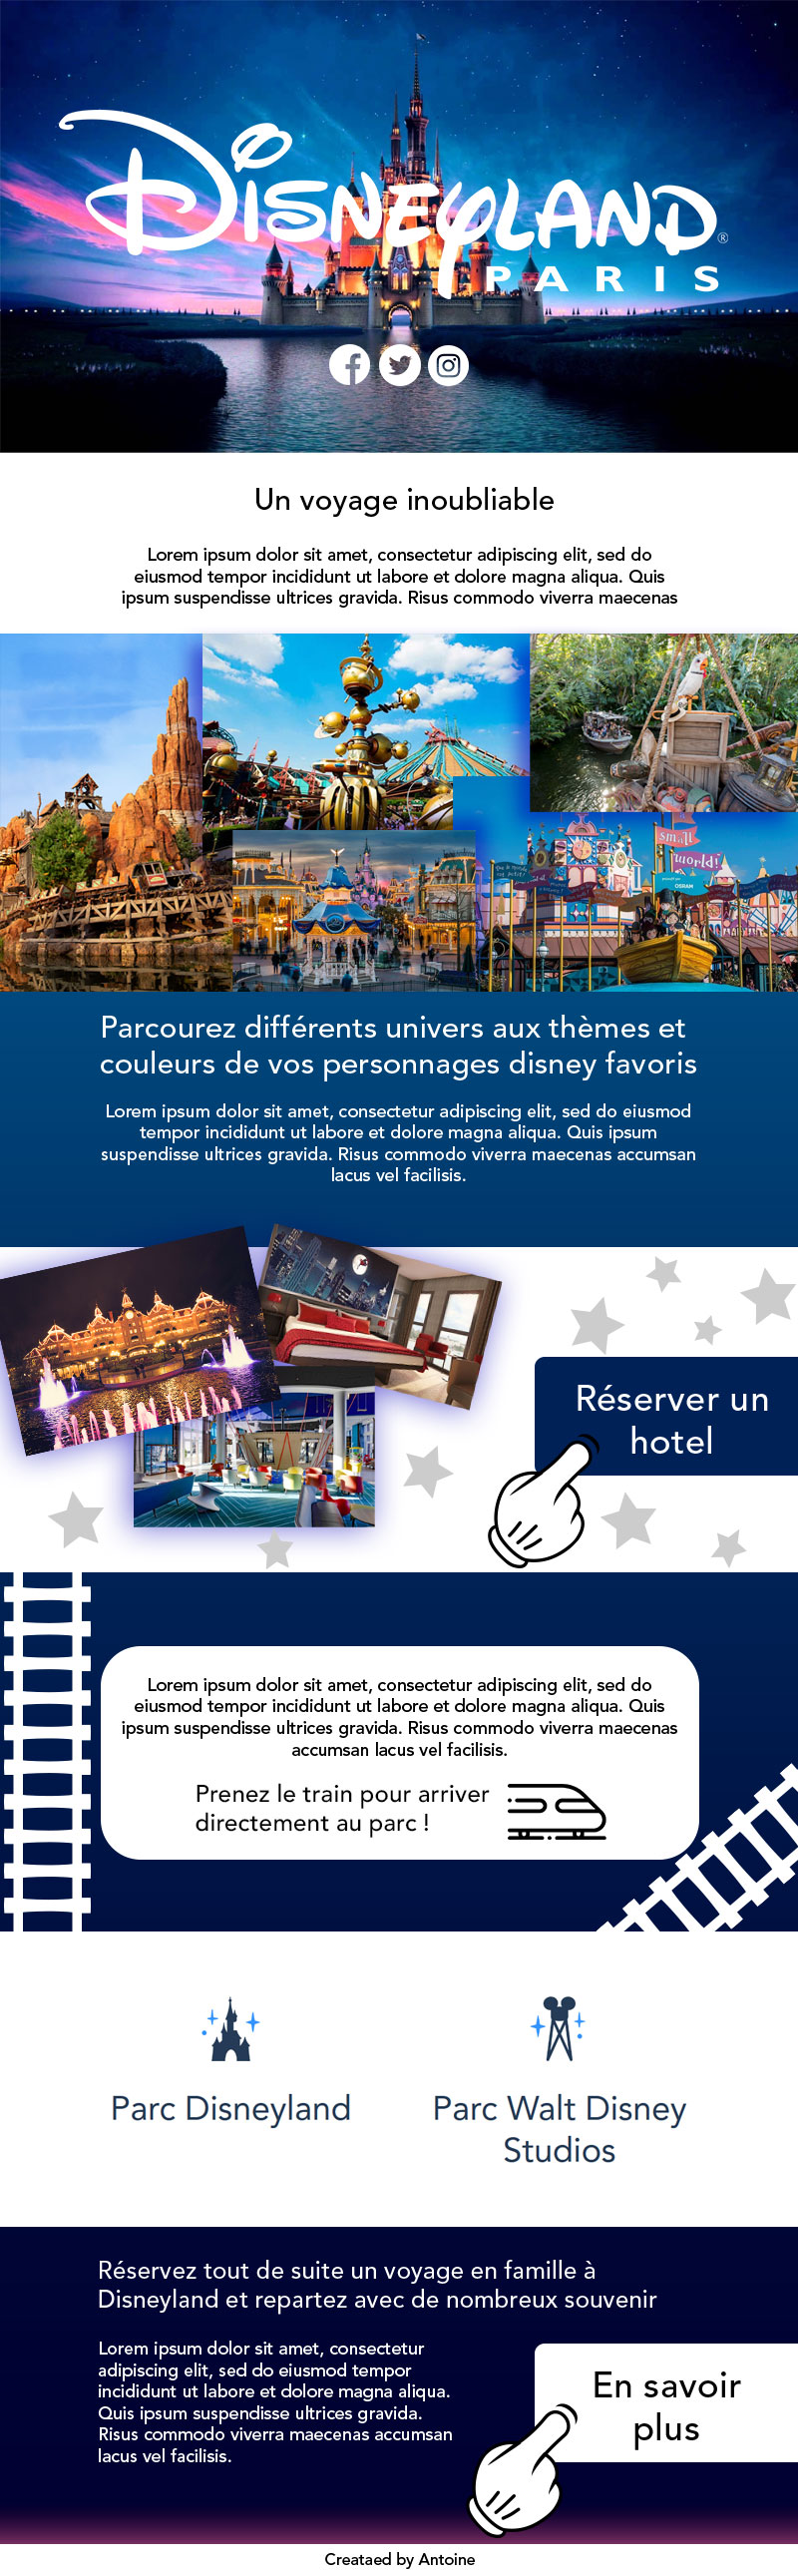 DISNEYLAND®
PARIS
Un voyage inoubliable
Lorem ipsum dolor sit amet, consectetur adipiscing elit, sed do
eiusmod tempor incididunt ut labore et dolore magna aliqua. Quis
ipsum suspendisse ultrices gravida. Risus commodo viverra maecenas
small
world!
OSRAM
Parcourez différents univers aux thèmes et
couleurs de vos personnages disney favoris
Lorem ipsum dolor sit amet, consectetur adipiscing elit, sed do eiusmod
tempor incididunt ut labore et dolore magna aliqua. Quis ipsum
suspendisse ultrices gravida. Risus commodo viverra maecenas accumsan
lacus vel facilisis.
Réserver un
hotel
Lorem ipsum dolor sit amet, consectetur adipiscing elit, sed do
eiusmod tempor incididunt ut labore et dolore magna aliqua. Quis
ipsum suspendisse ultrices gravida. Risus commodo viverra maecenas
accumsan lacus vel facilisis.
Prenez le train pour arriver
directement au parc !
Parc Disneyland
Parc Walt Disney
Studios
Réservez tout de suite un voyage en famille à
Disneyland et repartez avec de nombreux souvenir
Lorem ipsum dolor sit amet, consectetur
adipiscing elit, sed do eiusmod tempor
incididunt ut labore et dolore magna aliqua.
Quis ipsum suspendisse ultrices gravida.
Risus commodo viverra maecenas accumsan
lacus vel facilisis.
En savoir
plus
Creataed by Antoine